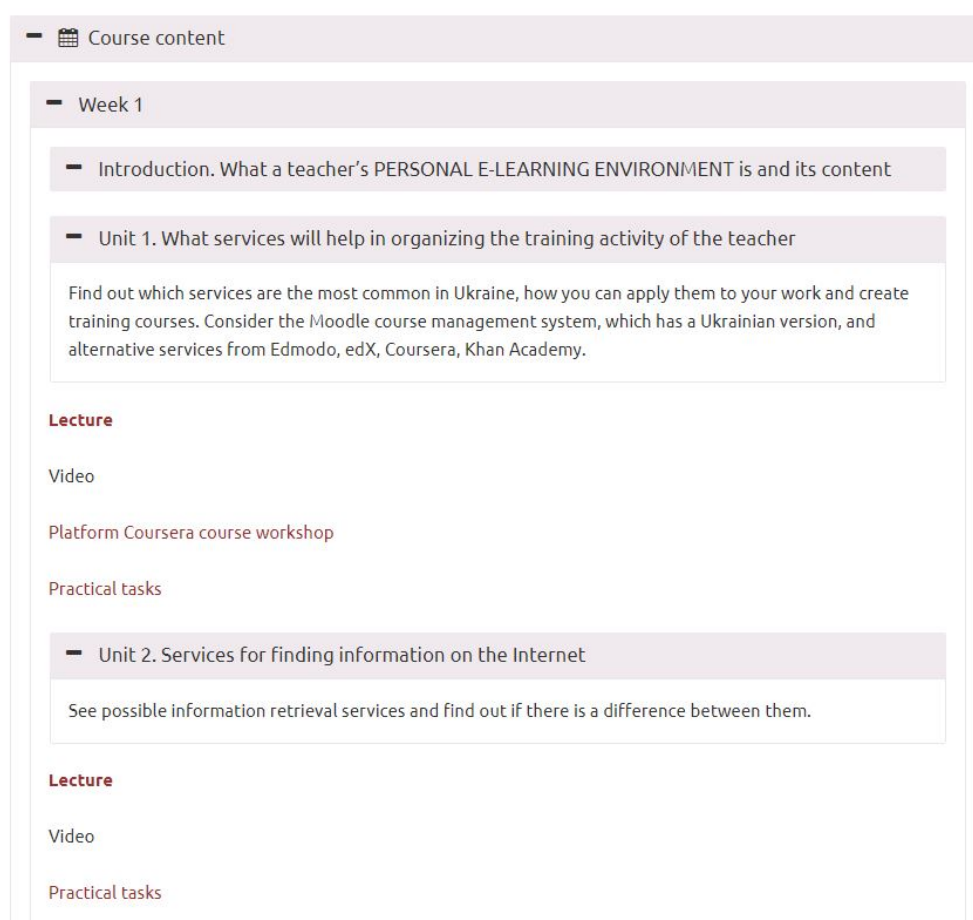 Course content
Week 1
Introduction. What a teacher’s PERSONAL E-LEARNING ENVIRONMENT is and its content
Unit 1. What services will help in organizing the training activity of the teacher
Find out which services are the most common in Ukraine, how you can apply them to your work and create
training courses. Consider the Moodle course management system, which has a Ukrainian version, and
alternative services from Edmodo, edX, Coursera, Khan Academy.
Lecture
Video
Platform Coursera course workshop
Practical tasks
Unit 2. Services for finding information on the Internet
See possible information retrieval services and find out if there is a difference between them.
Lecture
Video
Practical tasks